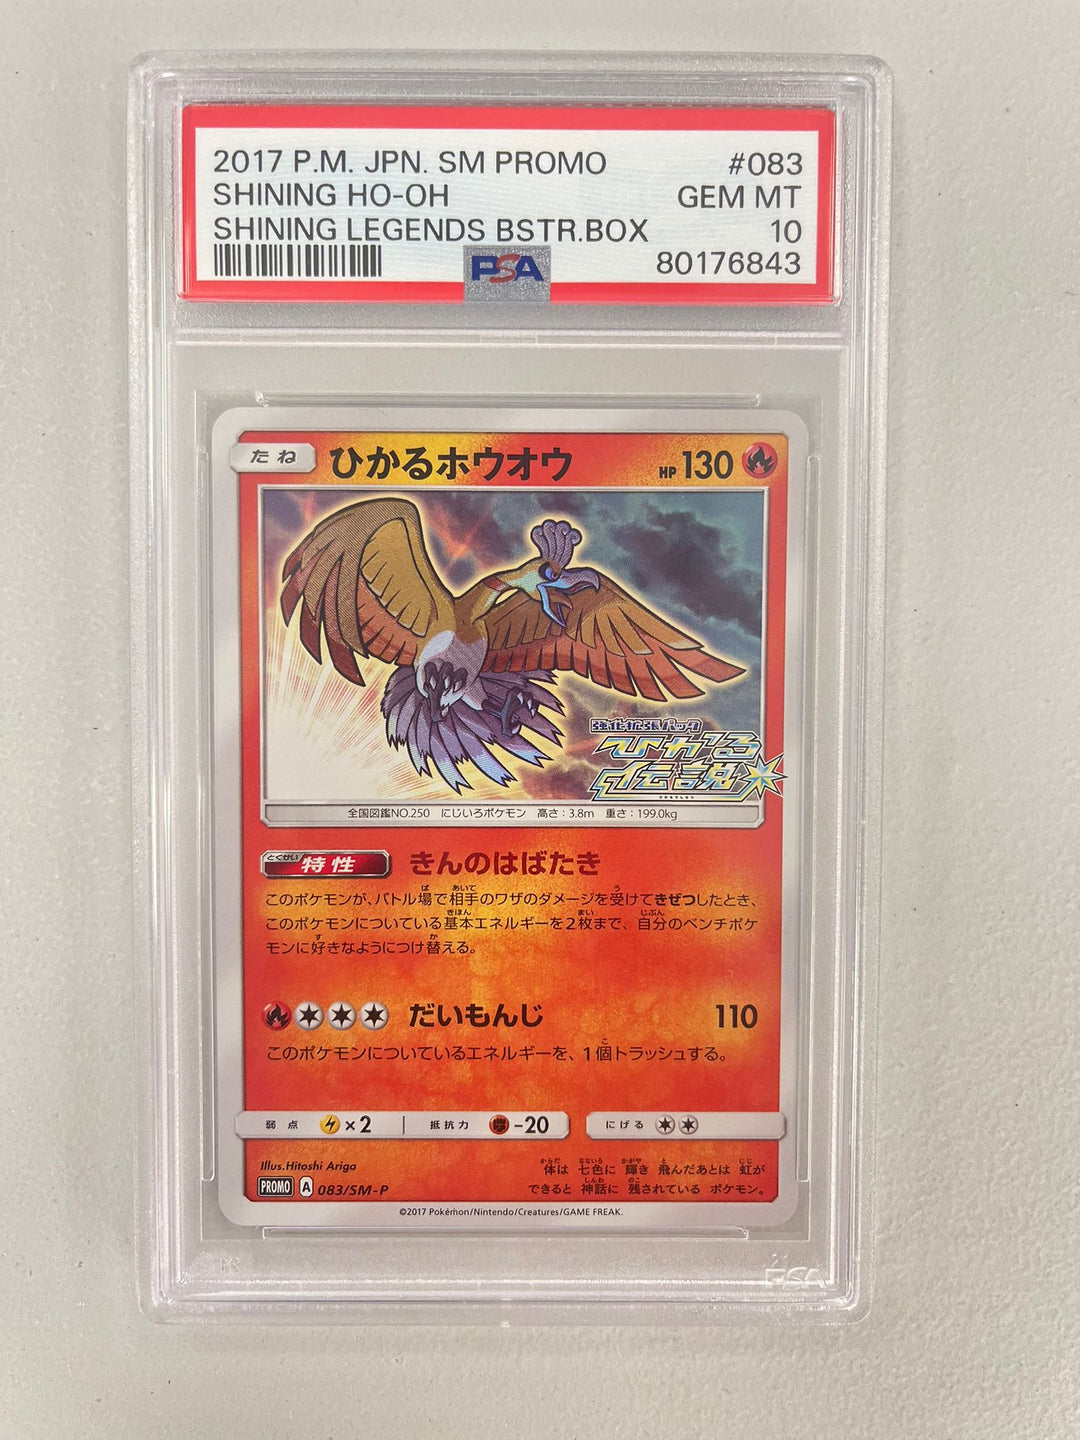 2017 P.M. JPN. SM PROMO #083
SHINING HO-OH GEM MT
SHINING LEGENDS BSTR.BOX 10
PSA 80176843
たね ひかるホウオウ HP 130
強化拡張パック
ひかる
伝説
全国図鑑NO.250 にじいろポケモン 高さ:3.8m 重さ:199.0kg
とくせい 特性 きんのはばたき
このポケモンが、バトル場で相手のワザのダメージを受けてきぜつしたとき、
このポケモンについている基本エネルギーを2枚まで、自分のベンチポケ
モンに好きなようにつけ替える。
だいもんじ 110
このポケモンについているエネルギーを、1個トラッシュする。
弱点 ×2 抵抗力 -20 にげる
Illus.Hitoshi Ariga
PROMO A 083/SM-P
体は 七色に 輝き 飛んだあとは 虹が
できると 神話に 残されている ポケモン。
©2017 Pokémon/Nintendo/Creatures/GAME FREAK.
PSA